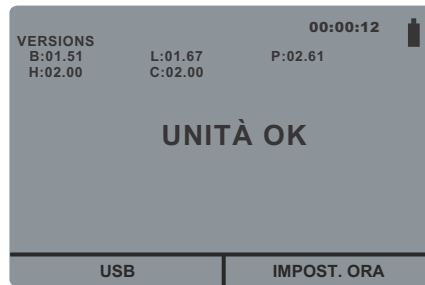 00:00:12
VERSIONS
B:01.51 L:01.67 P:02.61
H:02.00 C:02.00
UNITÀ OK
USB IMPOST. ORA